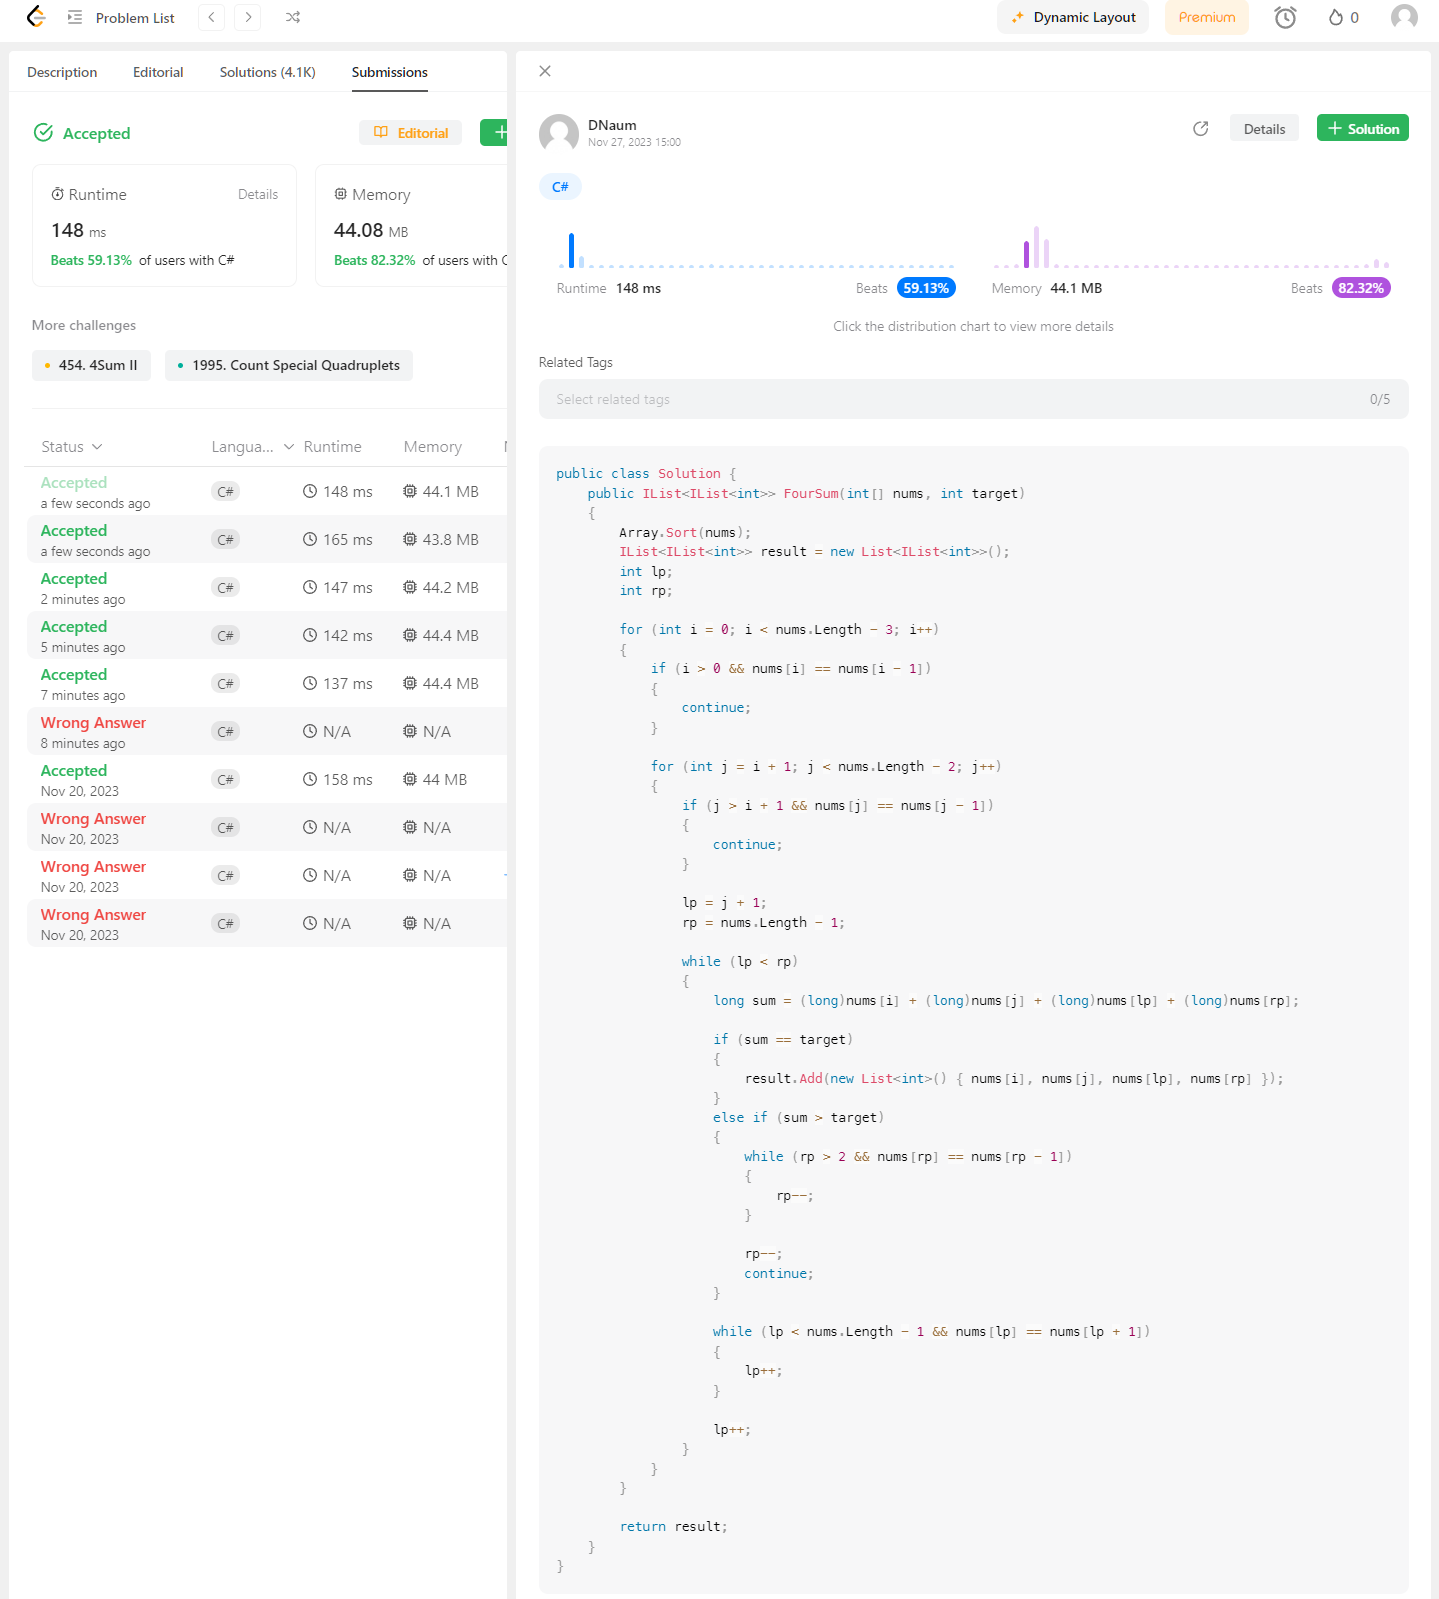 Problem List
Dynamic Layout
Premium
0
Description
Editorial
Solutions (4.1K)
Submissions
Accepted
Editorial
Runtime
Details
148 ms
Beats 59.13% of users with C#
Memory
44.08 MB
Beats 82.32% of users with C
More challenges
454. 4Sum II
1995. Count Special Quadruplets
Status Langua... Runtime Memory
Accepted
a few seconds ago
C# 148 ms 44.1 MB
Accepted
a few seconds ago
C# 165 ms 43.8 MB
Accepted
2 minutes ago
C# 147 ms 44.2 MB
Accepted
5 minutes ago
C# 142 ms 44.4 MB
Accepted
7 minutes ago
C# 137 ms 44.4 MB
Wrong Answer
8 minutes ago
C# N/A N/A
Accepted
Nov 20, 2023
C# 158 ms 44 MB
Wrong Answer
Nov 20, 2023
C# N/A N/A
Wrong Answer
Nov 20, 2023
C# N/A N/A
Wrong Answer
Nov 20, 2023
C# N/A N/A
DNaum
Nov 27, 2023 15:00
Details
Solution
C#
Runtime 148 ms Beats 59.13%
Memory 44.1 MB Beats 82.32%
Click the distribution chart to view more details
Related Tags
Select related tags 0/5
public class Solution {
    public IList<IList<int>> FourSum(int[] nums, int target)
    {
        Array.Sort(nums);
        IList<IList<int>> result = new List<IList<int>>();
        int lp;
        int rp;
        for (int i = 0; i < nums.Length - 3; i++)
        {
            if (i > 0 && nums[i] == nums[i - 1])
            {
                continue;
            }
            for (int j = i + 1; j < nums.Length - 2; j++)
            {
                if (j > i + 1 && nums[j] == nums[j - 1])
                {
                    continue;
                }
                lp = j + 1;
                rp = nums.Length - 1;
                while (lp < rp)
                {
                    long sum = (long)nums[i] + (long)nums[j] + (long)nums[lp] + (long)nums[rp];
                    if (sum == target)
                    {
                        result.Add(new List<int>() { nums[i], nums[j], nums[lp], nums[rp] });
                    }
                    else if (sum > target)
                    {
                        while (rp > 2 && nums[rp] == nums[rp - 1])
                        {
                            rp--;
                        }
                        rp--;
                        continue;
                    }
                    while (lp < nums.Length - 1 && nums[lp] == nums[lp + 1])
                    {
                        lp++;
                    }
                    lp++;
                }
            }
        }
        return result;
    }
}